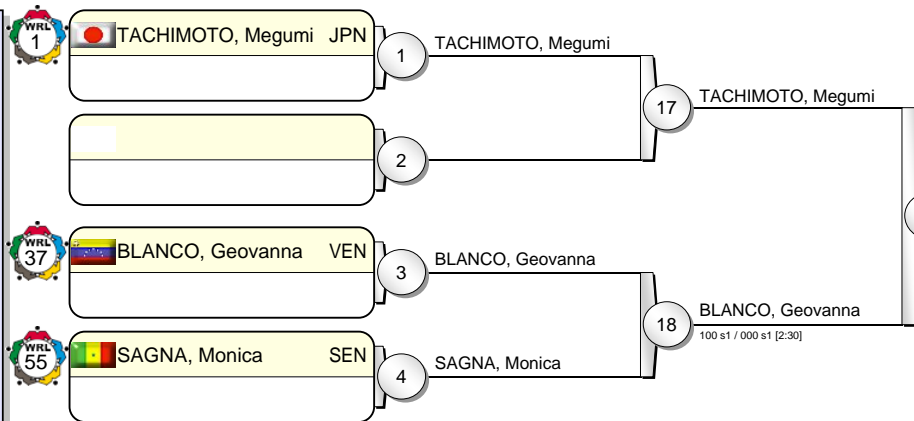 WRL
1
TACHIMOTO, Megumi JPN
1
TACHIMOTO, Megumi
17
TACHIMOTO, Megumi
2
WRL
37
BLANCO, Geovanna VEN
3
BLANCO, Geovanna
18
BLANCO, Geovanna
100 s1 / 000 s1 [2:30]
WRL
55
SAGNA, Monica SEN
4
SAGNA, Monica